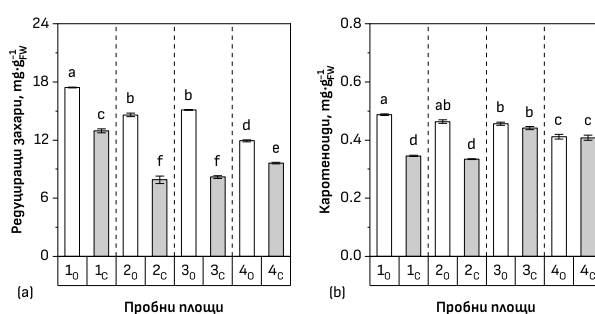 Редуциращи захари, mg·g⁻¹FW
24
18
12
6
0
a
c
b
f
b
f
d
e
1O 1C 2O 2C 3O 3C 4O 4C
(a)
Пробни площи
Каротеноиди, mg·g⁻¹FW
0.8
0.6
0.4
0.2
0.0
a
d
ab
d
b
b
c
c
1O 1C 2O 2C 3O 3C 4O 4C
(b)
Пробни площи